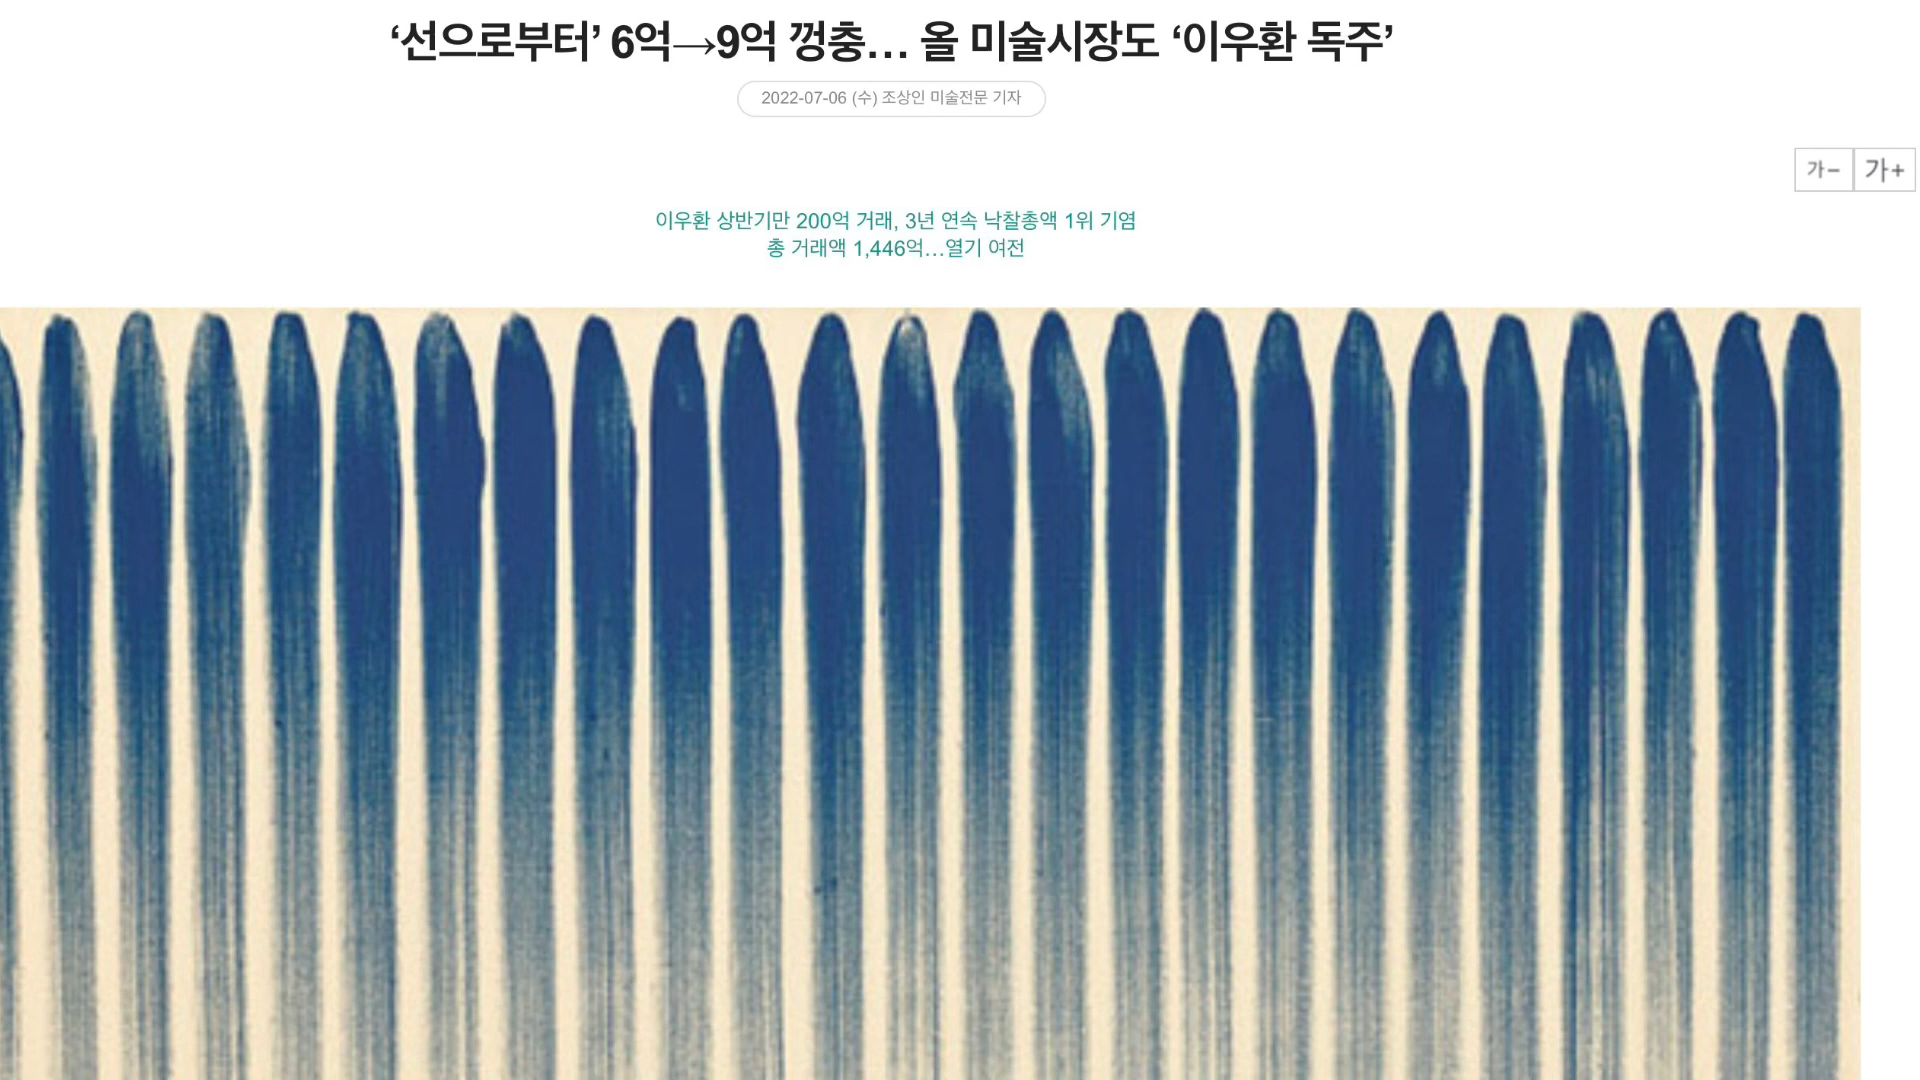 ‘선으로부터’ 6억→9억 껑충... 올 미술시장도 ‘이우환 독주’
2022-07-06 (수) 조상인 미술전문 기자
가- 가+
이우환 상반기만 200억 거래, 3년 연속 낙찰총액 1위 기염
총 거래액 1,446억...열기 여전